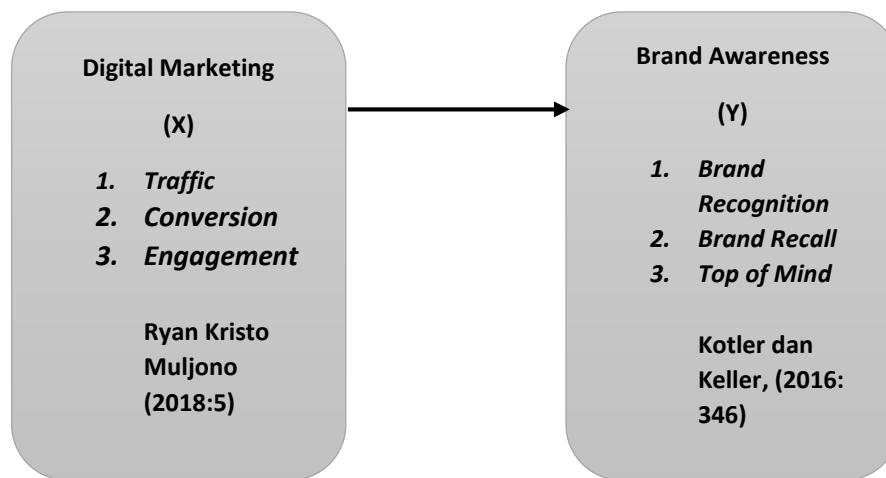 Digital Marketing
(X)
1. Traffic
2. Conversion
3. Engagement
Ryan Kristo
Muljono
(2018:5)
Brand Awareness
(Y)
1. Brand
Recognition
2. Brand Recall
3. Top of Mind
Kotler dan
Keller, (2016:
346)